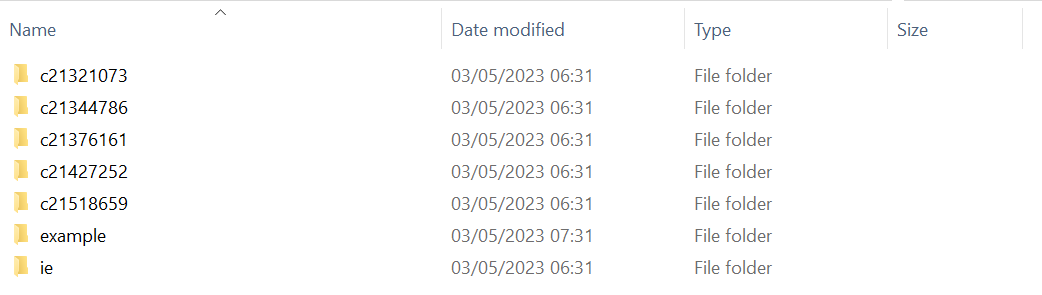 Name Date modified Type Size
c21321073 03/05/2023 06:31 File folder
c21344786 03/05/2023 06:31 File folder
c21376161 03/05/2023 06:31 File folder
c21427252 03/05/2023 06:31 File folder
c21518659 03/05/2023 06:31 File folder
example 03/05/2023 07:31 File folder
ie 03/05/2023 06:31 File folder